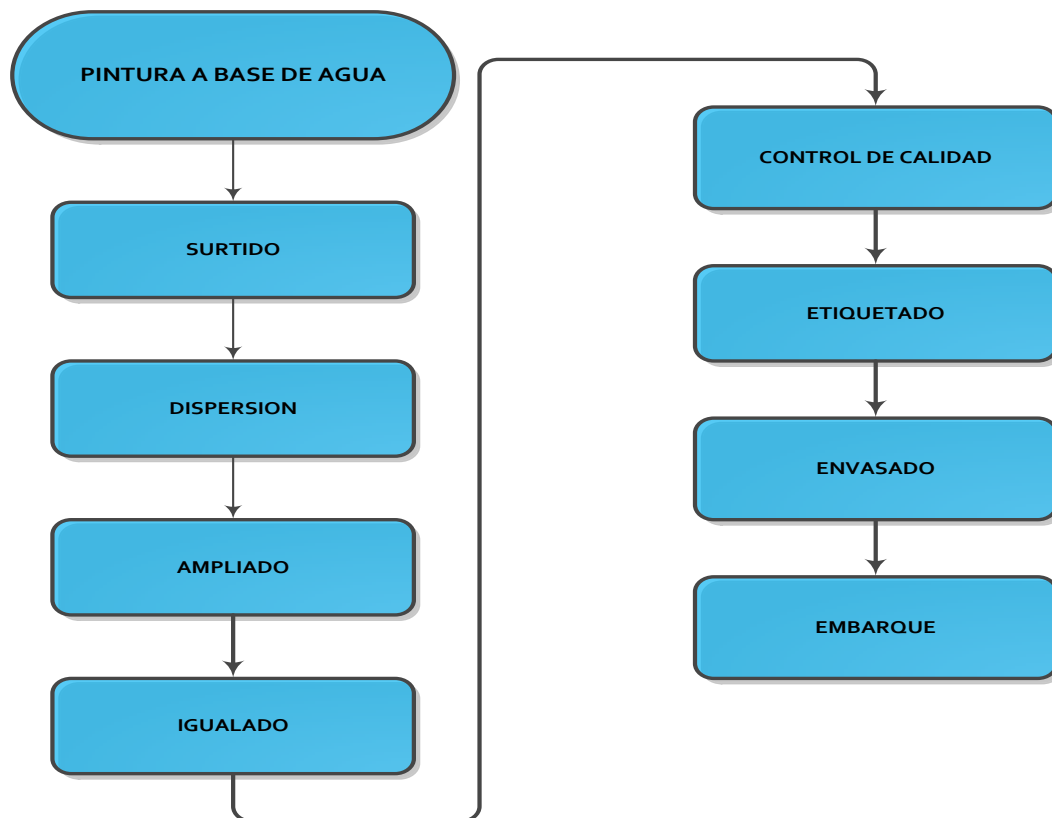 PINTURA A BASE DE AGUA
SURTIDO
DISPERSION
AMPLIADO
IGUALADO
CONTROL DE CALIDAD
ETIQUETADO
ENVASADO
EMBARQUE